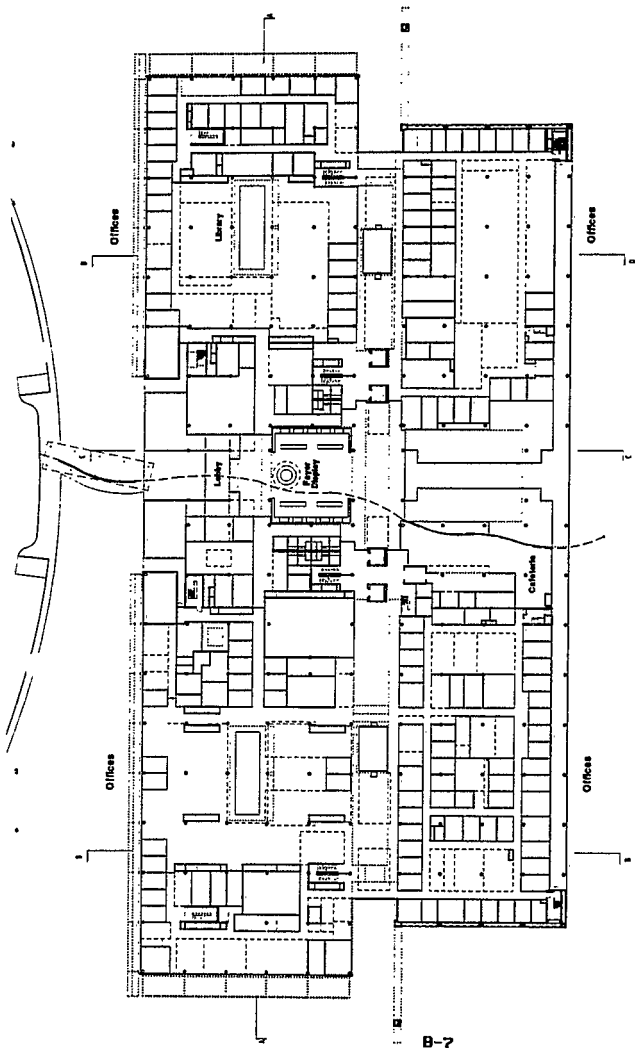 Offices
Offices
Library
Lobby
Foyer
Display
Cafeteria
Offices
Offices
B-7